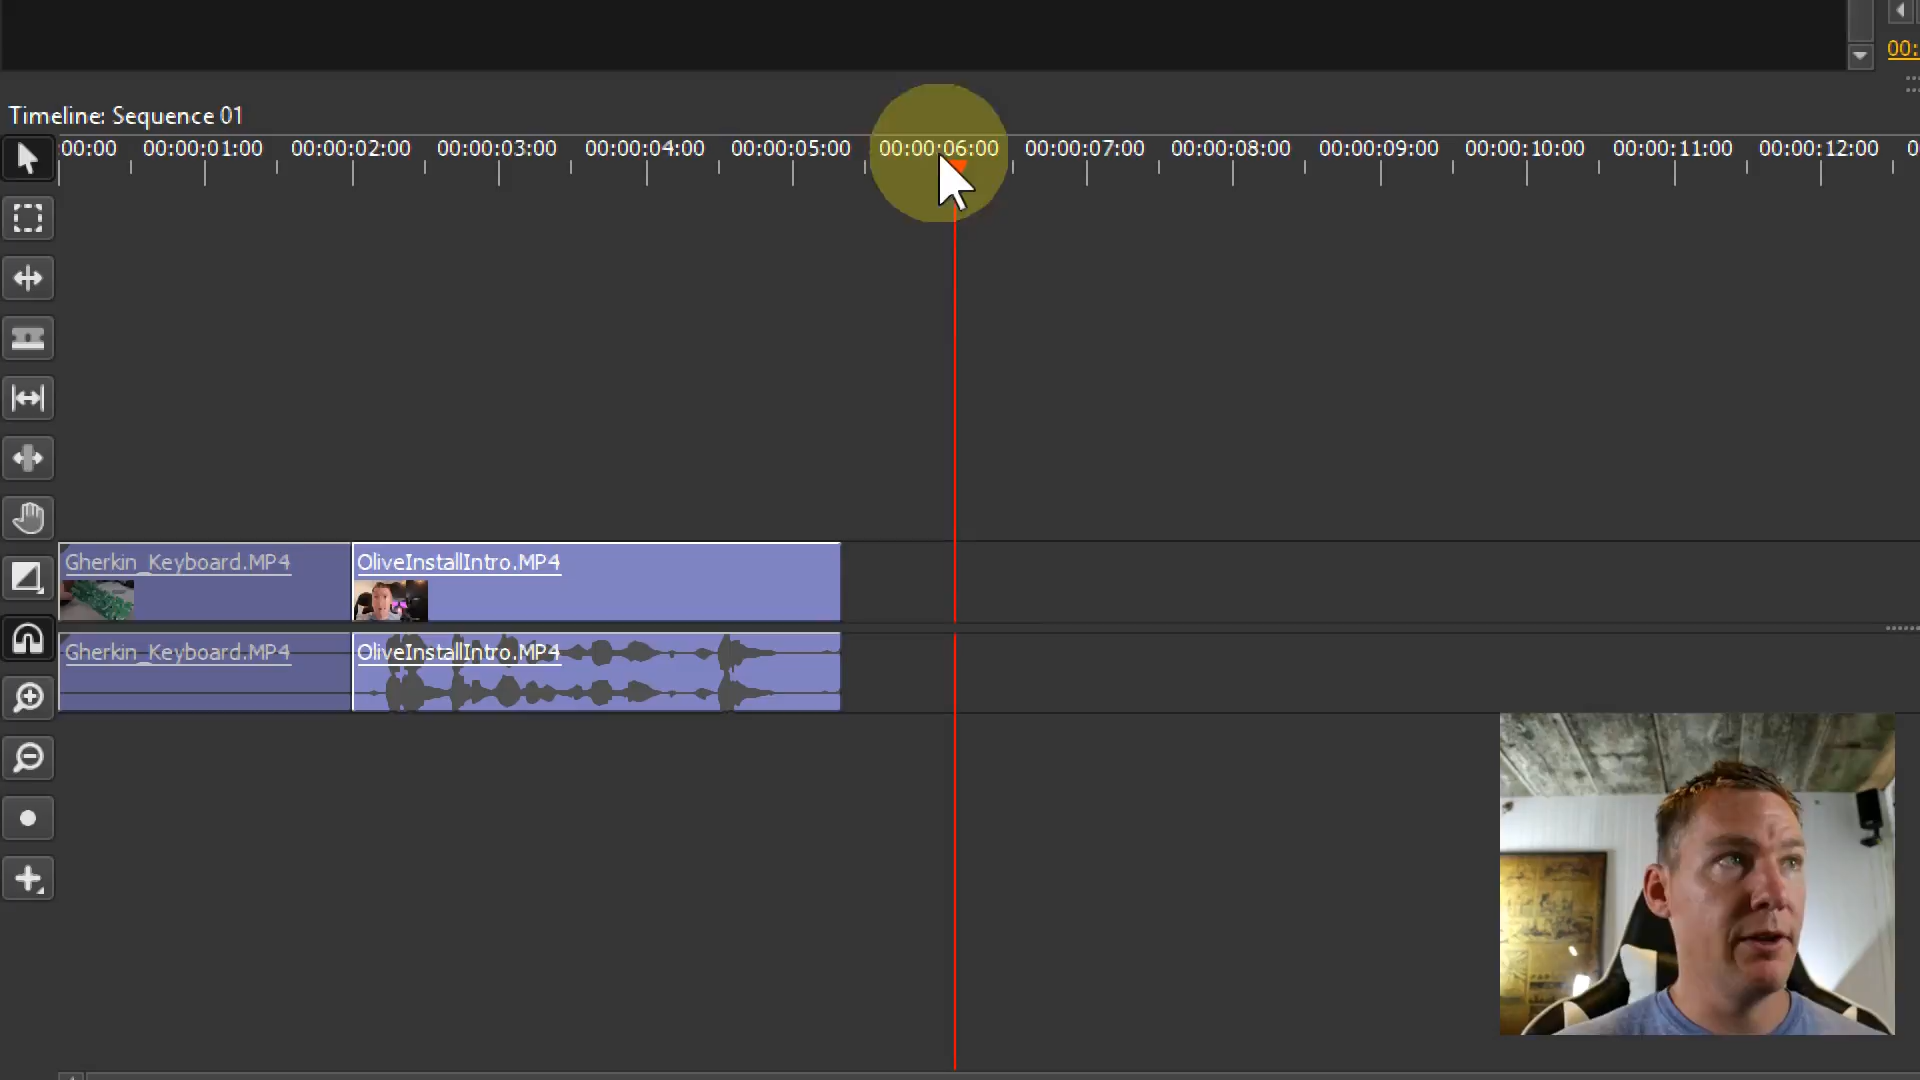 00:
Timeline: Sequence 01
:00:00 00:00:01:00 00:00:02:00 00:00:03:00 00:00:04:00 00:00:05:00 00:00:06:00 00:00:07:00 00:00:08:00 00:00:09:00 00:00:10:00 00:00:11:00 00:00:12:00 0
Gherkin_Keyboard.MP4 OliveInstallIntro.MP4
Gherkin_Keyboard.MP4 OliveInstallIntro.MP4